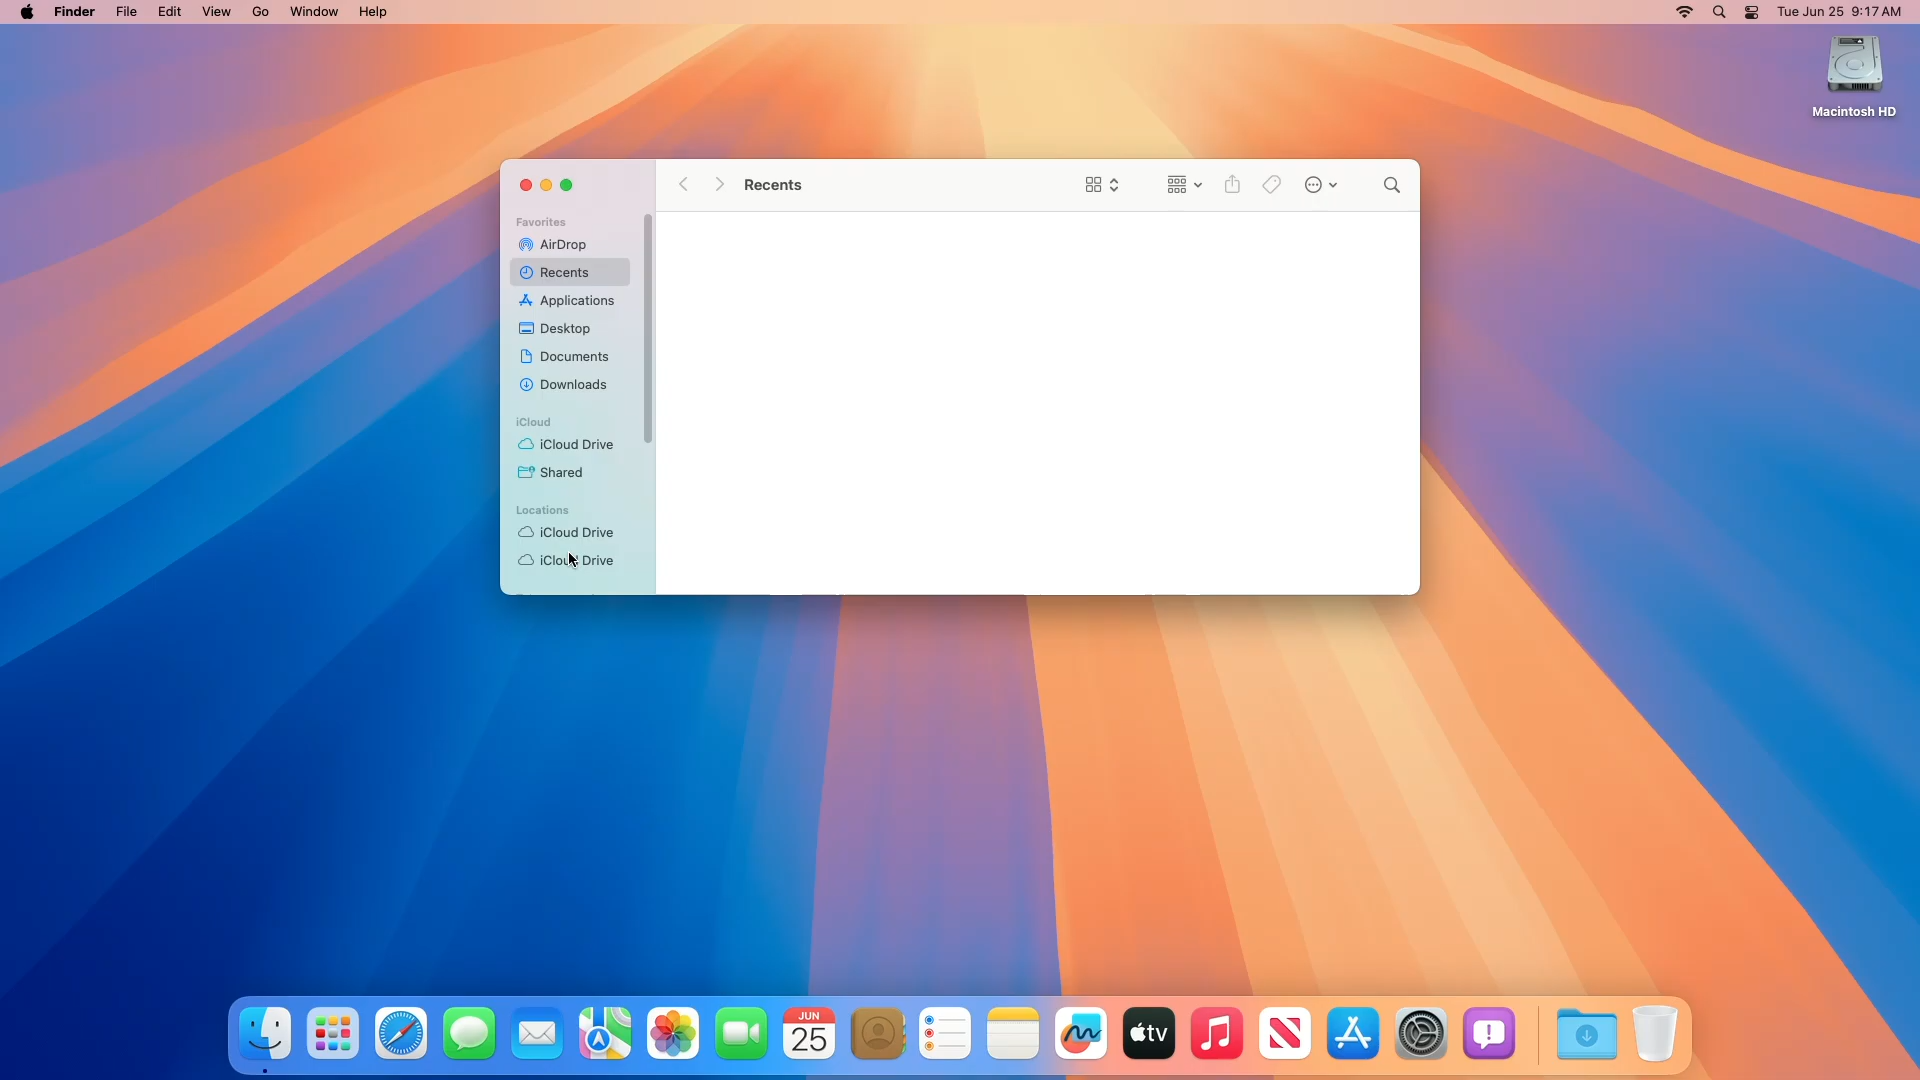 Finder File Edit View Go Window Help Tue Jun 25 9:17 AM
Macintosh HD
Recents
Favorites
AirDrop
Recents
Applications
Desktop
Documents
Downloads
iCloud
iCloud Drive
Shared
Locations
iCloud Drive
iCloud Drive
JUN
25
tv